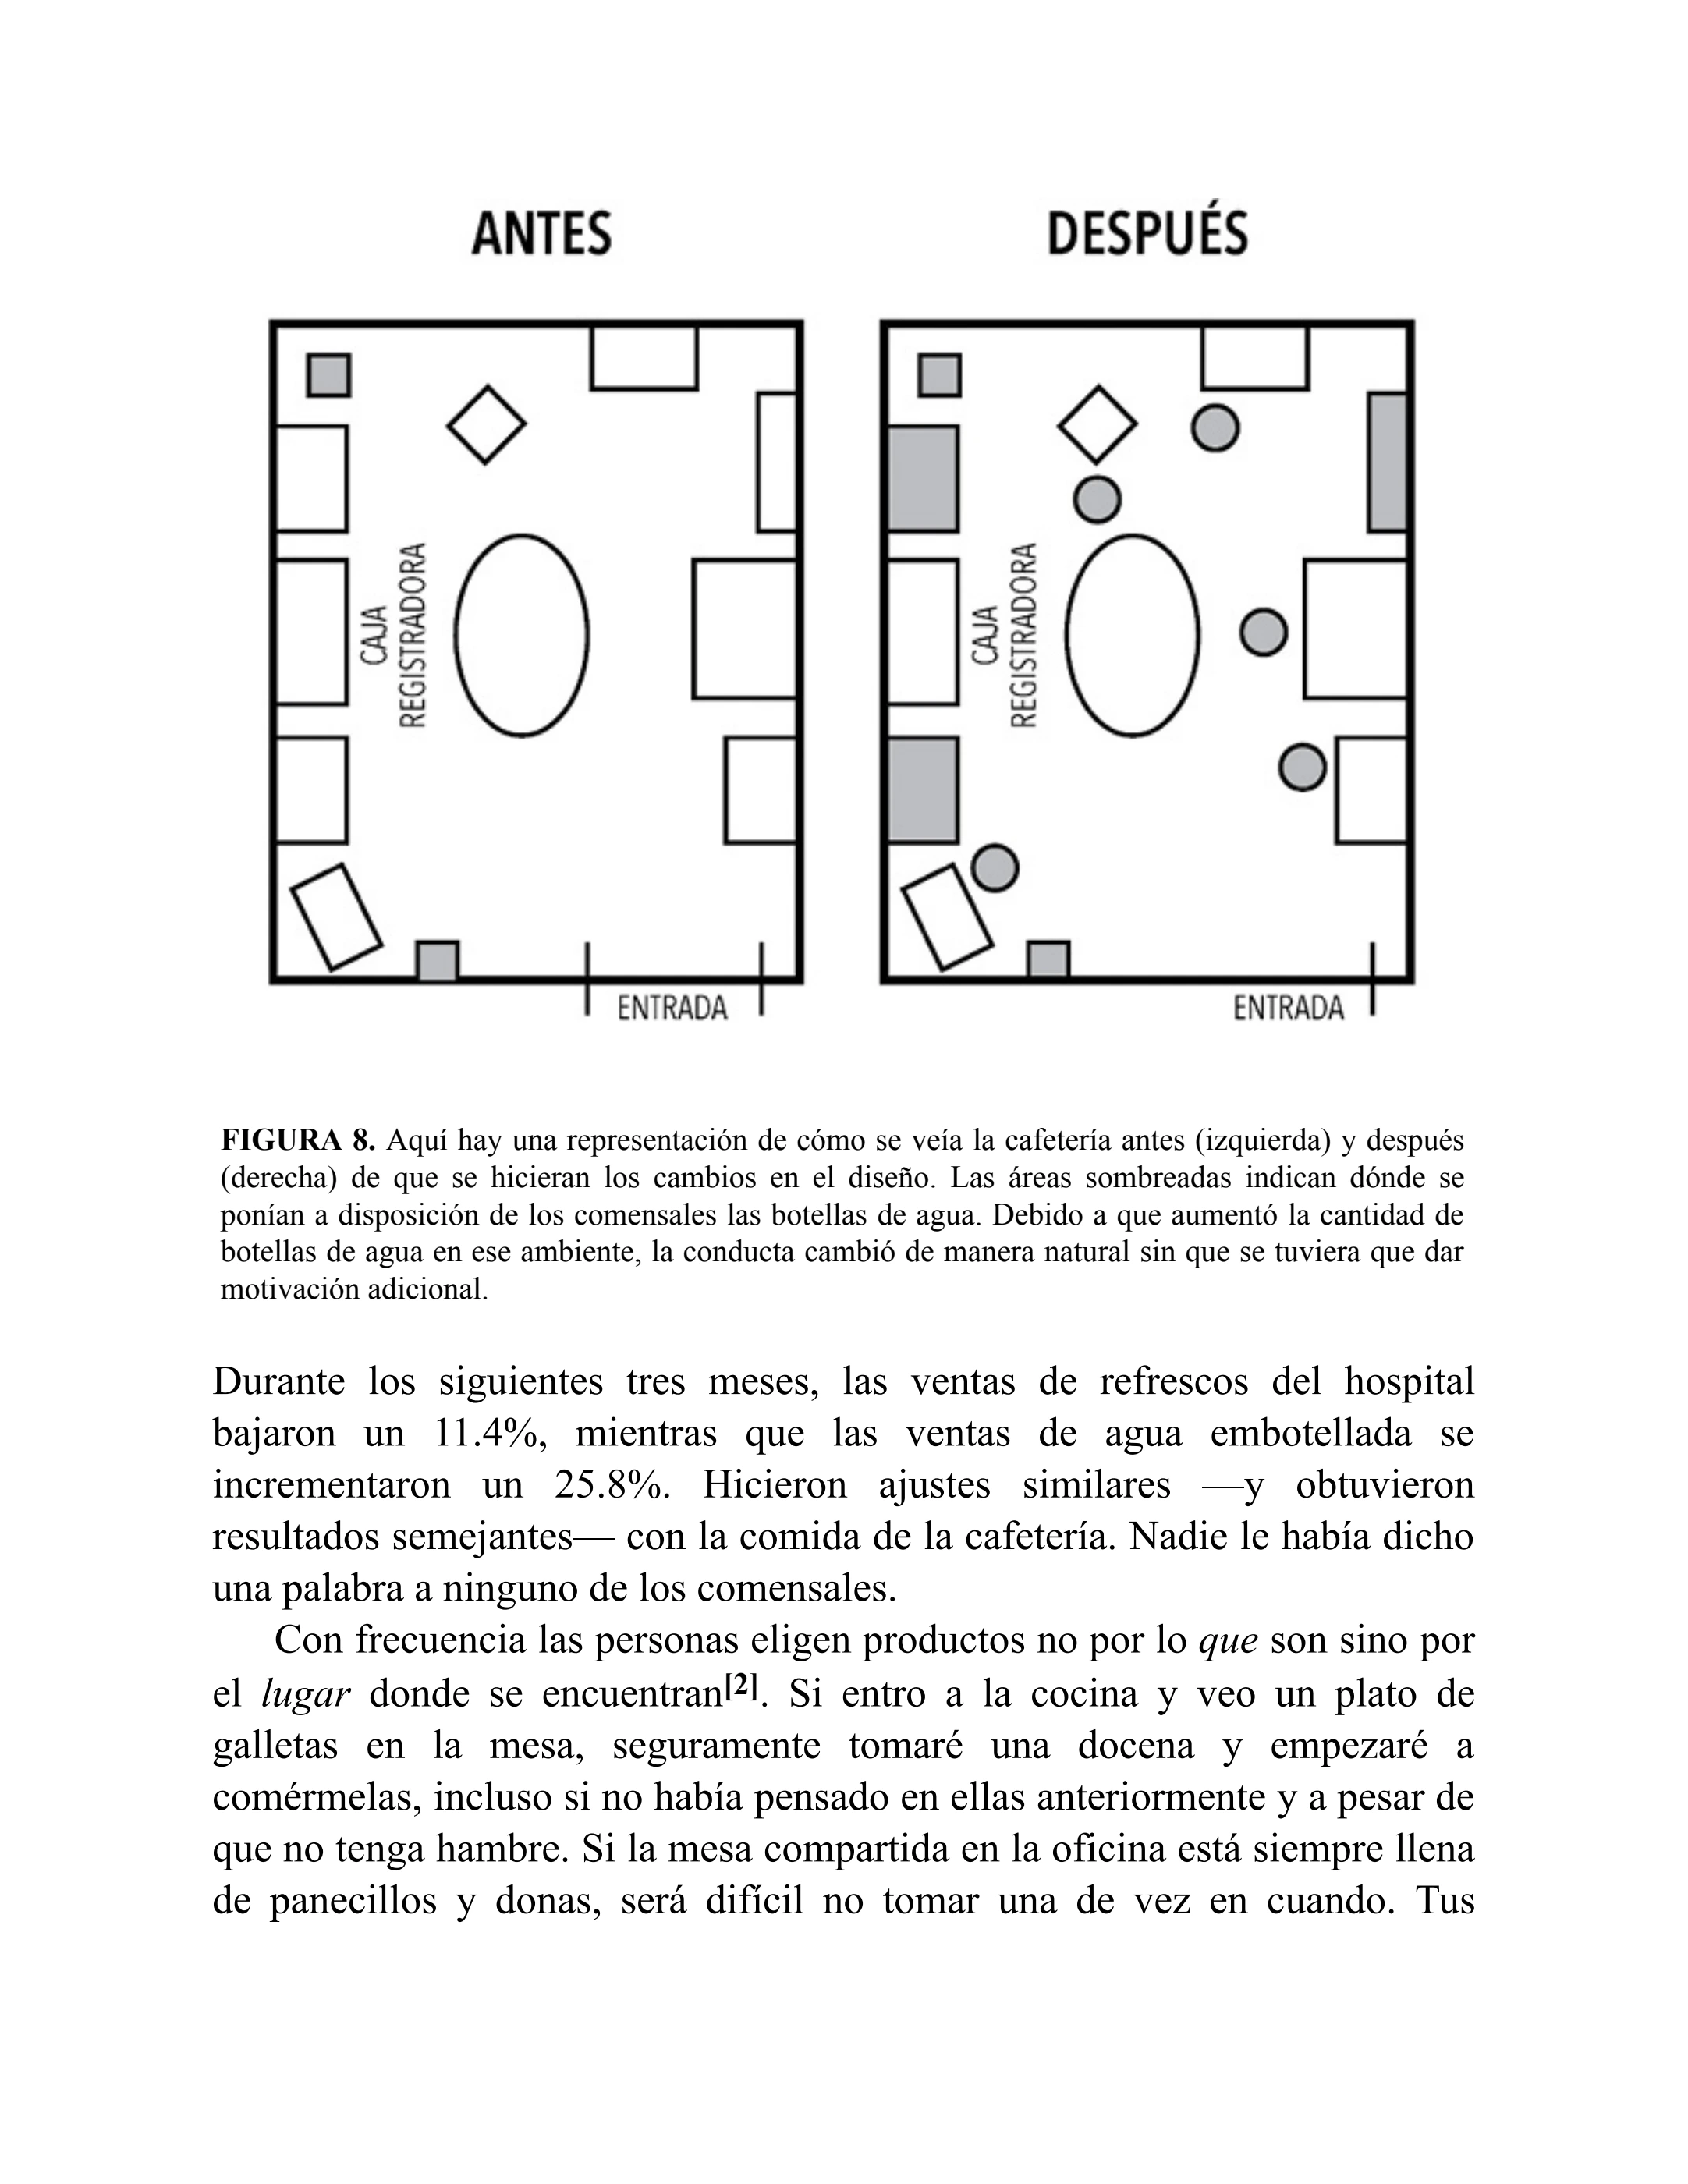 ANTES
DESPUÉS
CAJA
REGISTRADORA
CAJA
REGISTRADORA
ENTRADA
ENTRADA
FIGURA 8. Aquí hay una representación de cómo se veía la cafetería antes (izquierda) y después
(derecha) de que se hicieran los cambios en el diseño. Las áreas sombreadas indican dónde se
ponían a disposición de los comensales las botellas de agua. Debido a que aumentó la cantidad de
botellas de agua en ese ambiente, la conducta cambió de manera natural sin que se tuviera que dar
motivación adicional.
Durante los siguientes tres meses, las ventas de refrescos del hospital
bajaron un 11.4%, mientras que las ventas de agua embotellada se
incrementaron un 25.8%. Hicieron ajustes similares —y obtuvieron
resultados semejantes— con la comida de la cafetería. Nadie le había dicho
una palabra a ninguno de los comensales.
Con frecuencia las personas eligen productos no por lo que son sino por
el lugar donde se encuentran[2]. Si entro a la cocina y veo un plato de
galletas en la mesa, seguramente tomaré una docena y empezaré a
comérmelas, incluso si no había pensado en ellas anteriormente y a pesar de
que no tenga hambre. Si la mesa compartida en la oficina está siempre llena
de panecillos y donas, será difícil no tomar una de vez en cuando. Tus